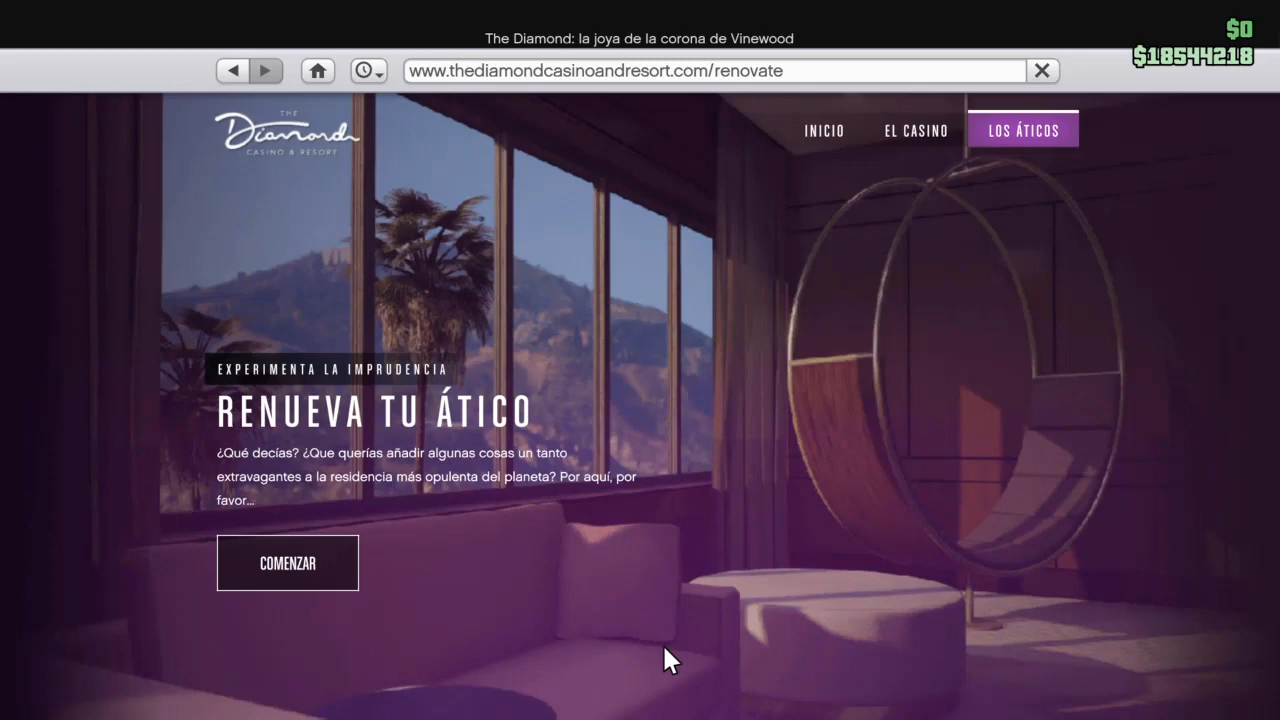 The Diamond: la joya de la corona de Vinewood
$0
$18544218
www.thediamondcasinoandresort.com/renovate
THE
Diamond
CASINO & RESORT
INICIO
EL CASINO
LOS ÁTICOS
EXPERIMENTA LA IMPRUDENCIA
RENUEVA TU ÁTICO
¿Qué decías? ¿Que querías añadir algunas cosas un tanto
extravagantes a la residencia más opulenta del planeta? Por aquí, por
favor...
COMENZAR